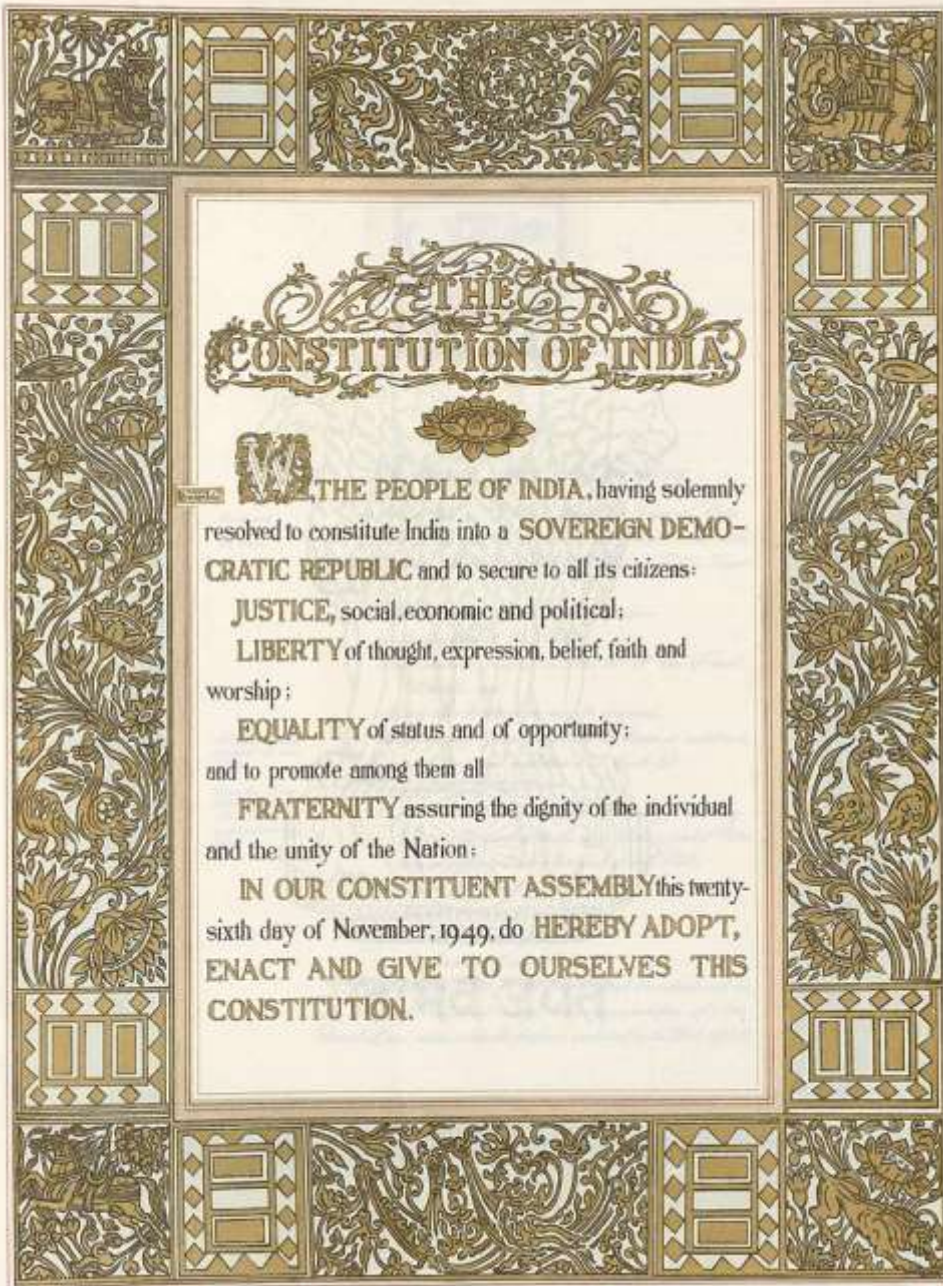 THE
CONSTITUTION OF INDIA
WE, THE PEOPLE OF INDIA, having solemnly
resolved to constitute India into a SOVEREIGN DEMO-
CRATIC REPUBLIC and to secure to all its citizens:
JUSTICE, social, economic and political;
LIBERTY of thought, expression, belief, faith and
worship;
EQUALITY of status and of opportunity;
and to promote among them all
FRATERNITY assuring the dignity of the individual
and the unity of the Nation;
IN OUR CONSTITUENT ASSEMBLY this twenty-
sixth day of November, 1949, do HEREBY ADOPT,
ENACT AND GIVE TO OURSELVES THIS
CONSTITUTION.